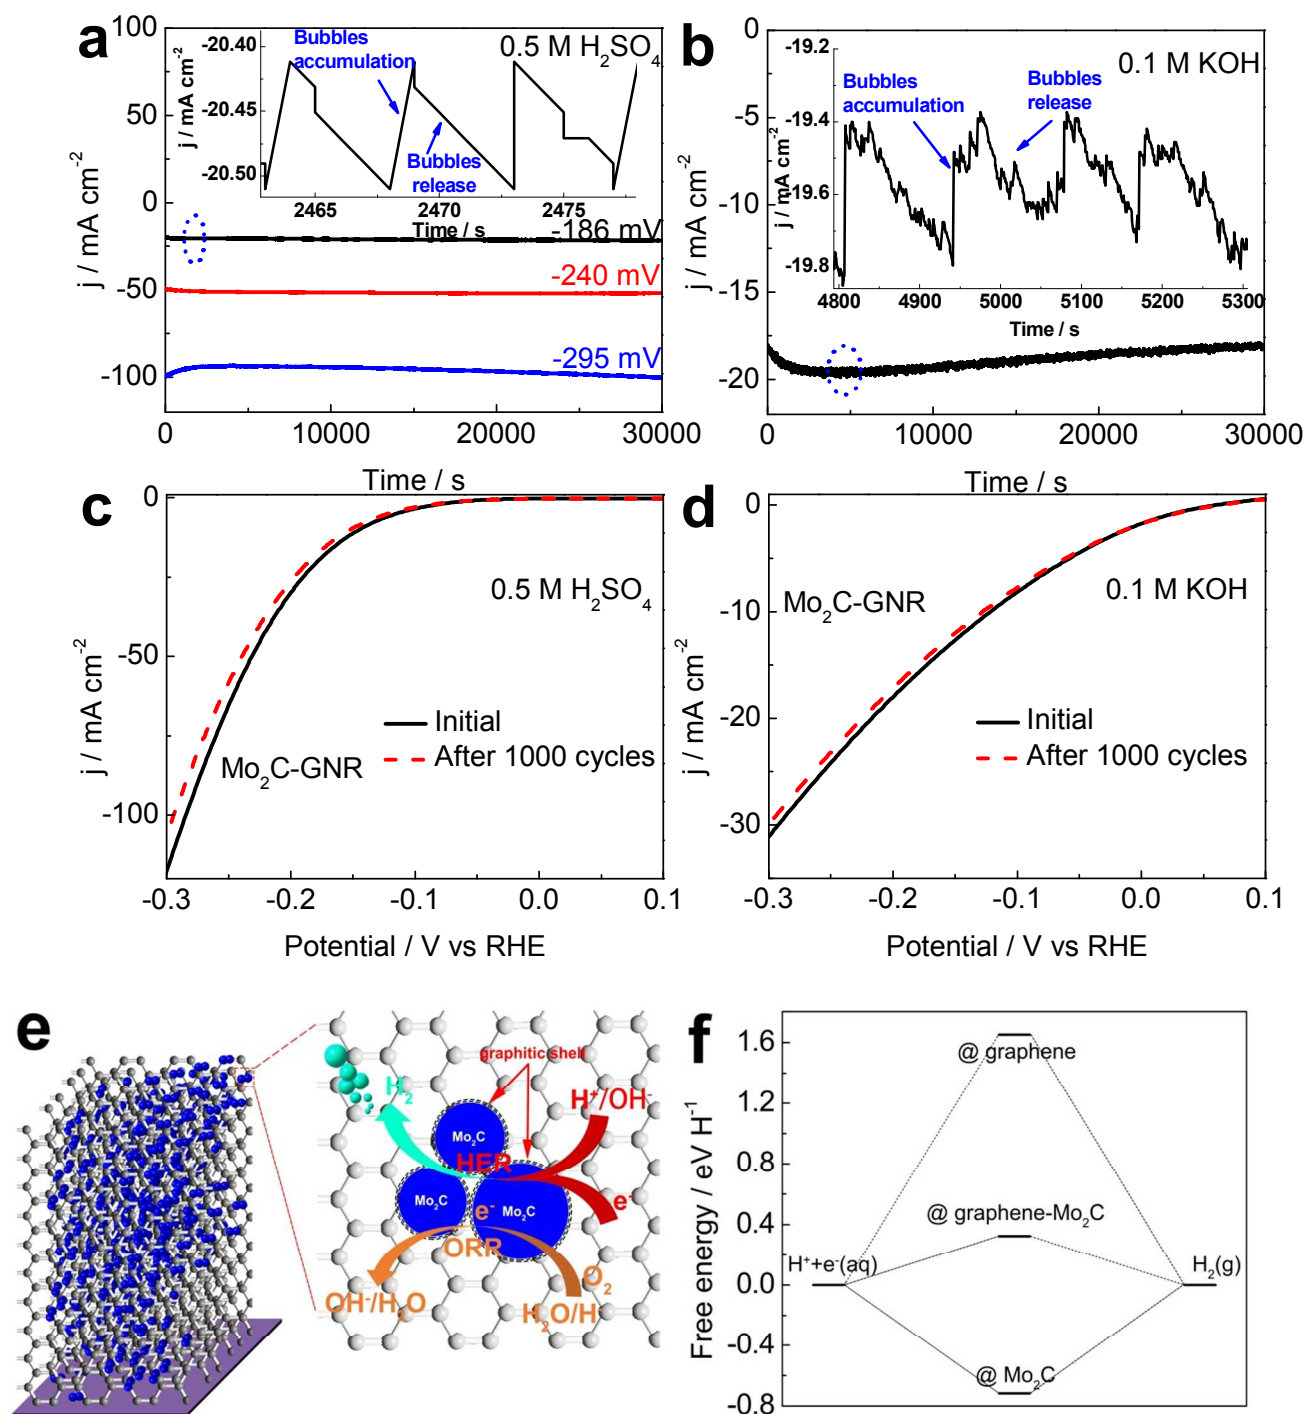 a
0.5 M H₂SO₄
j / mA cm⁻²
100
50
0
-50
-100
0
10000
20000
30000
Time / s
-186 mV
-240 mV
-295 mV
j / mA cm⁻²
-20.40
-20.45
-20.50
2465
2470
2475
Time / s
Bubbles
accumulation
Bubbles
release
b
0.1 M KOH
j / mA cm⁻²
0
-5
-10
-15
-20
0
10000
20000
30000
Time / s
j / mA cm⁻²
-19.2
-19.4
-19.6
-19.8
4800
4900
5000
5100
5200
5300
Time / s
Bubbles
accumulation
Bubbles
release
c
0.5 M H₂SO₄
j / mA cm⁻²
0
-50
-100
Initial
After 1000 cycles
Mo₂C-GNR
-0.3
-0.2
-0.1
0.0
0.1
Potential / V vs RHE
d
Mo₂C-GNR
0.1 M KOH
j / mA cm⁻²
0
-10
-20
-30
Initial
After 1000 cycles
-0.3
-0.2
-0.1
0.0
0.1
Potential / V vs RHE
e
graphitic shell
H₂
H⁺/OH⁻
Mo₂C
HER
Mo₂C
Mo₂C
e⁻
e⁻
ORR
O₂
OH⁻/H₂O
H₂O/H
f
Free energy / eV H⁻¹
1.6
1.2
0.8
0.4
0.0
-0.4
-0.8
@ graphene
@ graphene-Mo₂C
H⁺+e⁻(aq)
H₂(g)
@ Mo₂C